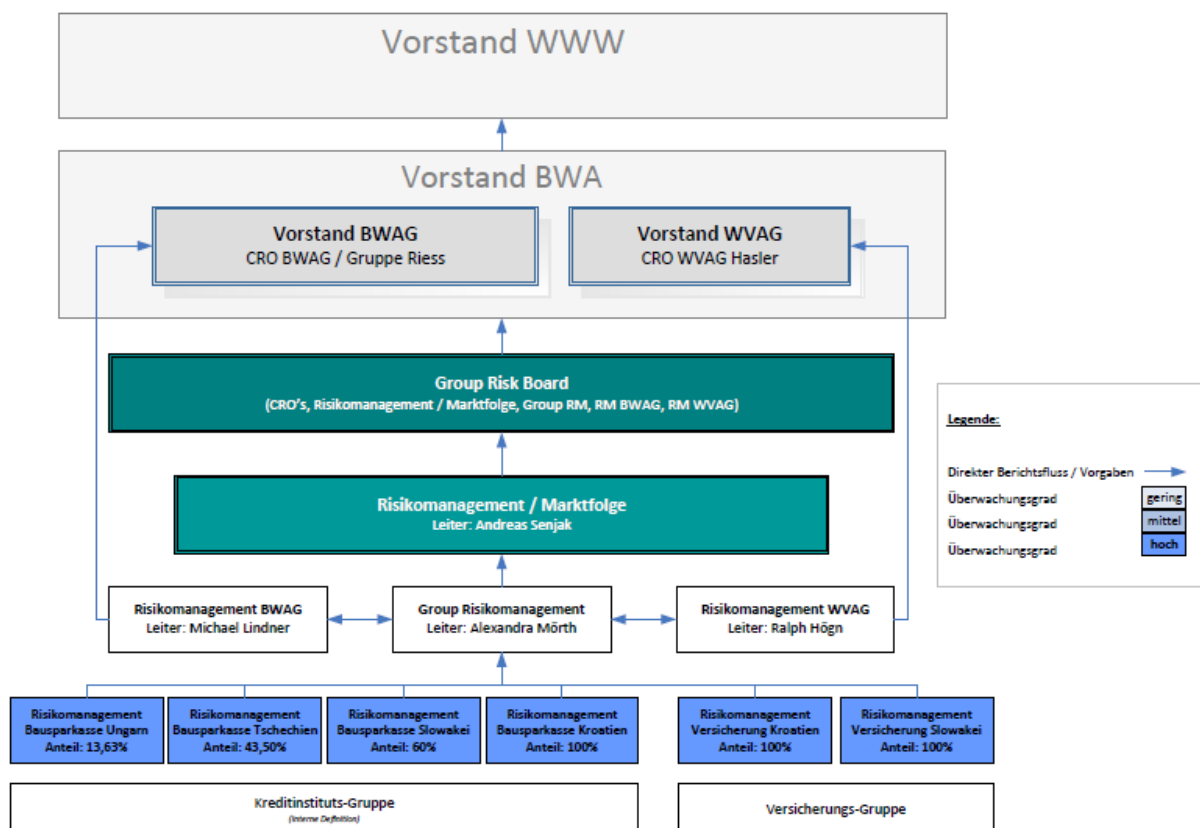 Vorstand WWW
Vorstand BWA
Vorstand BWAG
CRO BWAG / Gruppe Riess
Vorstand WVAG
CRO WVAG Hasler
Group Risk Board
(CRO's, Risikomanagement / Marktfolge, Group RM, RM BWAG, RM WVAG)
Risikomanagement / Marktfolge
Leiter: Andreas Senjak
Risikomanagement BWAG
Leiter: Michael Lindner
Group Risikomanagement
Leiter: Alexandra Mörth
Risikomanagement WVAG
Leiter: Ralph Högn
Risikomanagement
Bausparkasse Ungarn
Anteil: 13,63%
Risikomanagement
Bausparkasse Tschechien
Anteil: 43,50%
Risikomanagement
Bausparkasse Slowakei
Anteil: 60%
Risikomanagement
Bausparkasse Kroatien
Anteil: 100%
Risikomanagement
Versicherung Kroatien
Anteil: 100%
Risikomanagement
Versicherung Slowakei
Anteil: 100%
Kreditinstituts-Gruppe
(Interne Definition)
Versicherungs-Gruppe
Legende:
Direkter Berichtsfluss / Vorgaben
Überwachungsgrad gering
Überwachungsgrad mittel
Überwachungsgrad hoch